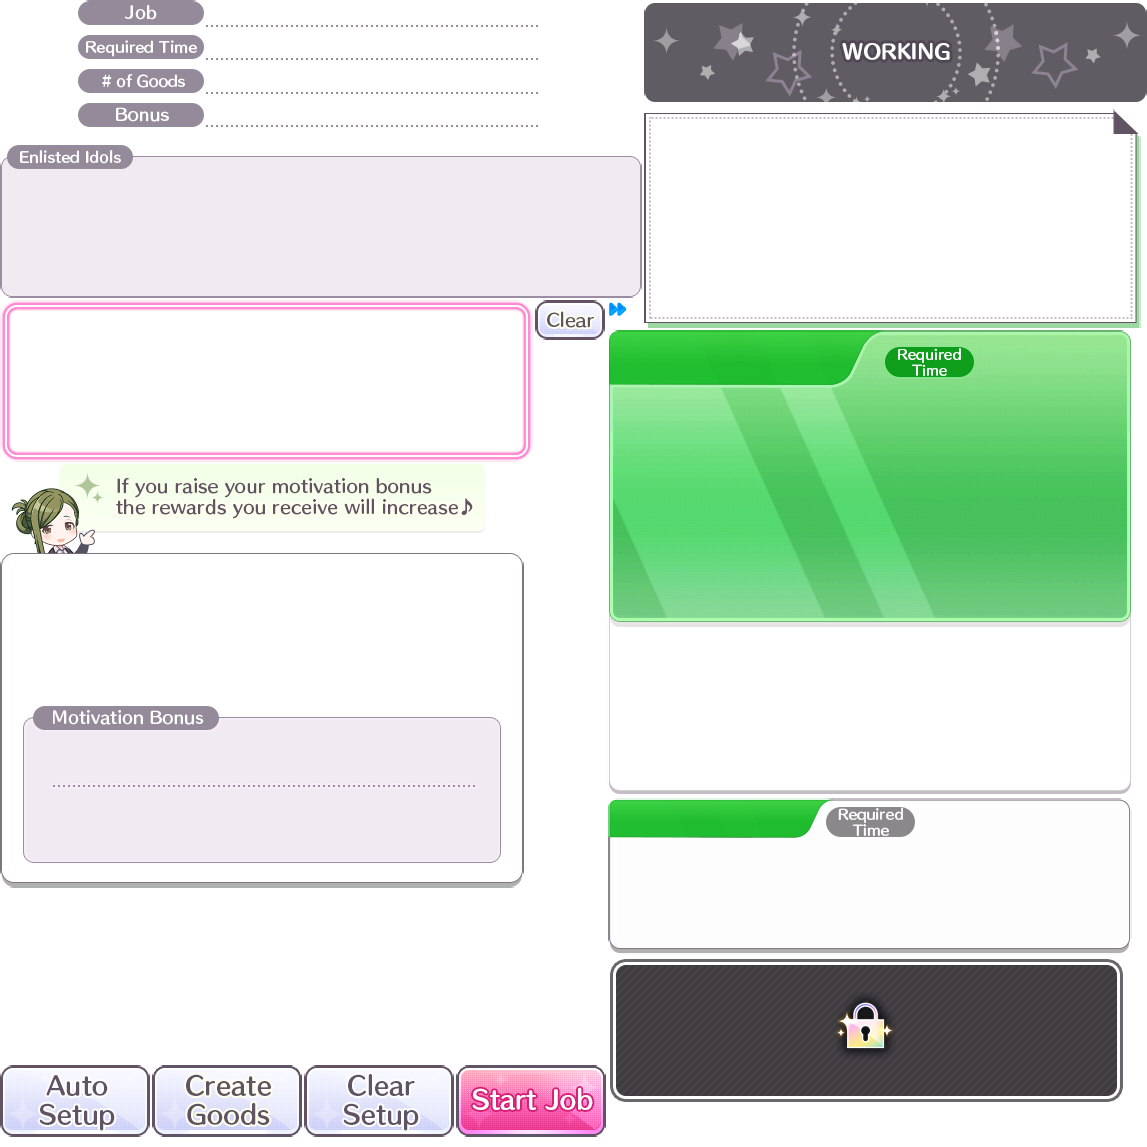 Job
Required Time
# of Goods
Bonus
WORKING
Enlisted Idols
Clear
Required
Time
If you raise your motivation bonus
the rewards you receive will increase♪
Motivation Bonus
Required
Time
Auto
Setup
Create
Goods
Clear
Setup
Start Job